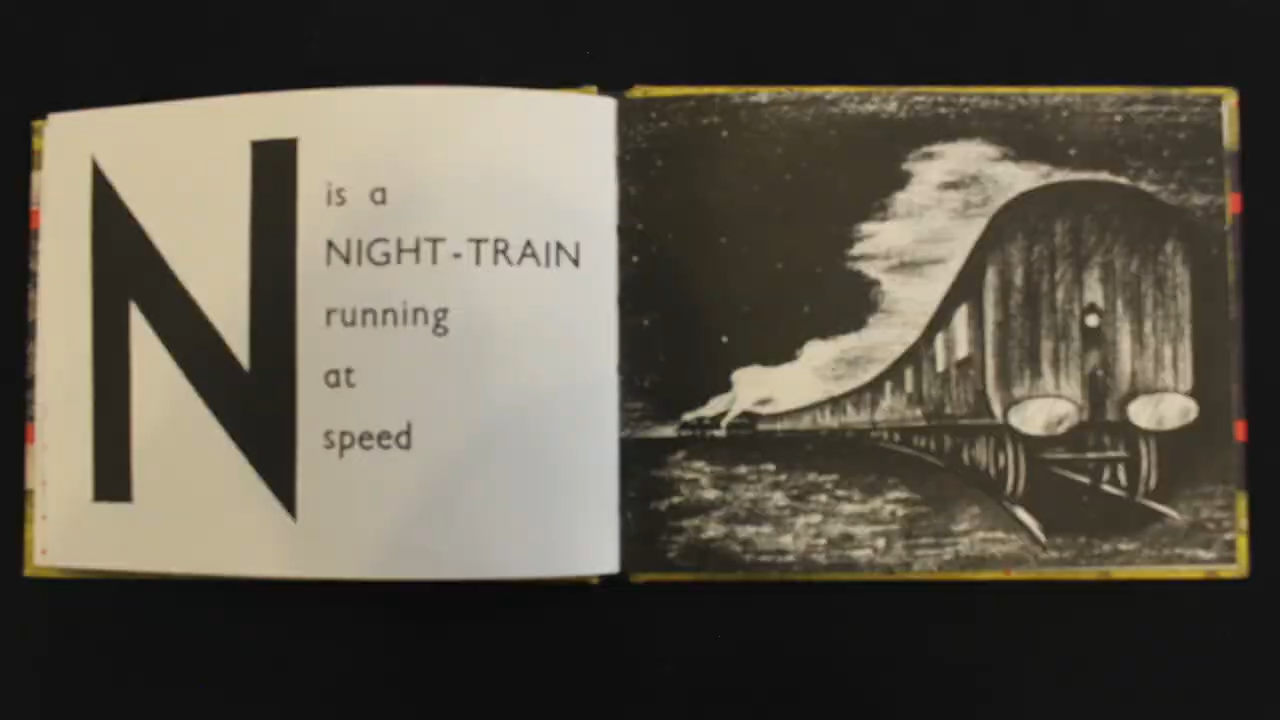 N
is a
NIGHT-TRAIN
running
at
speed